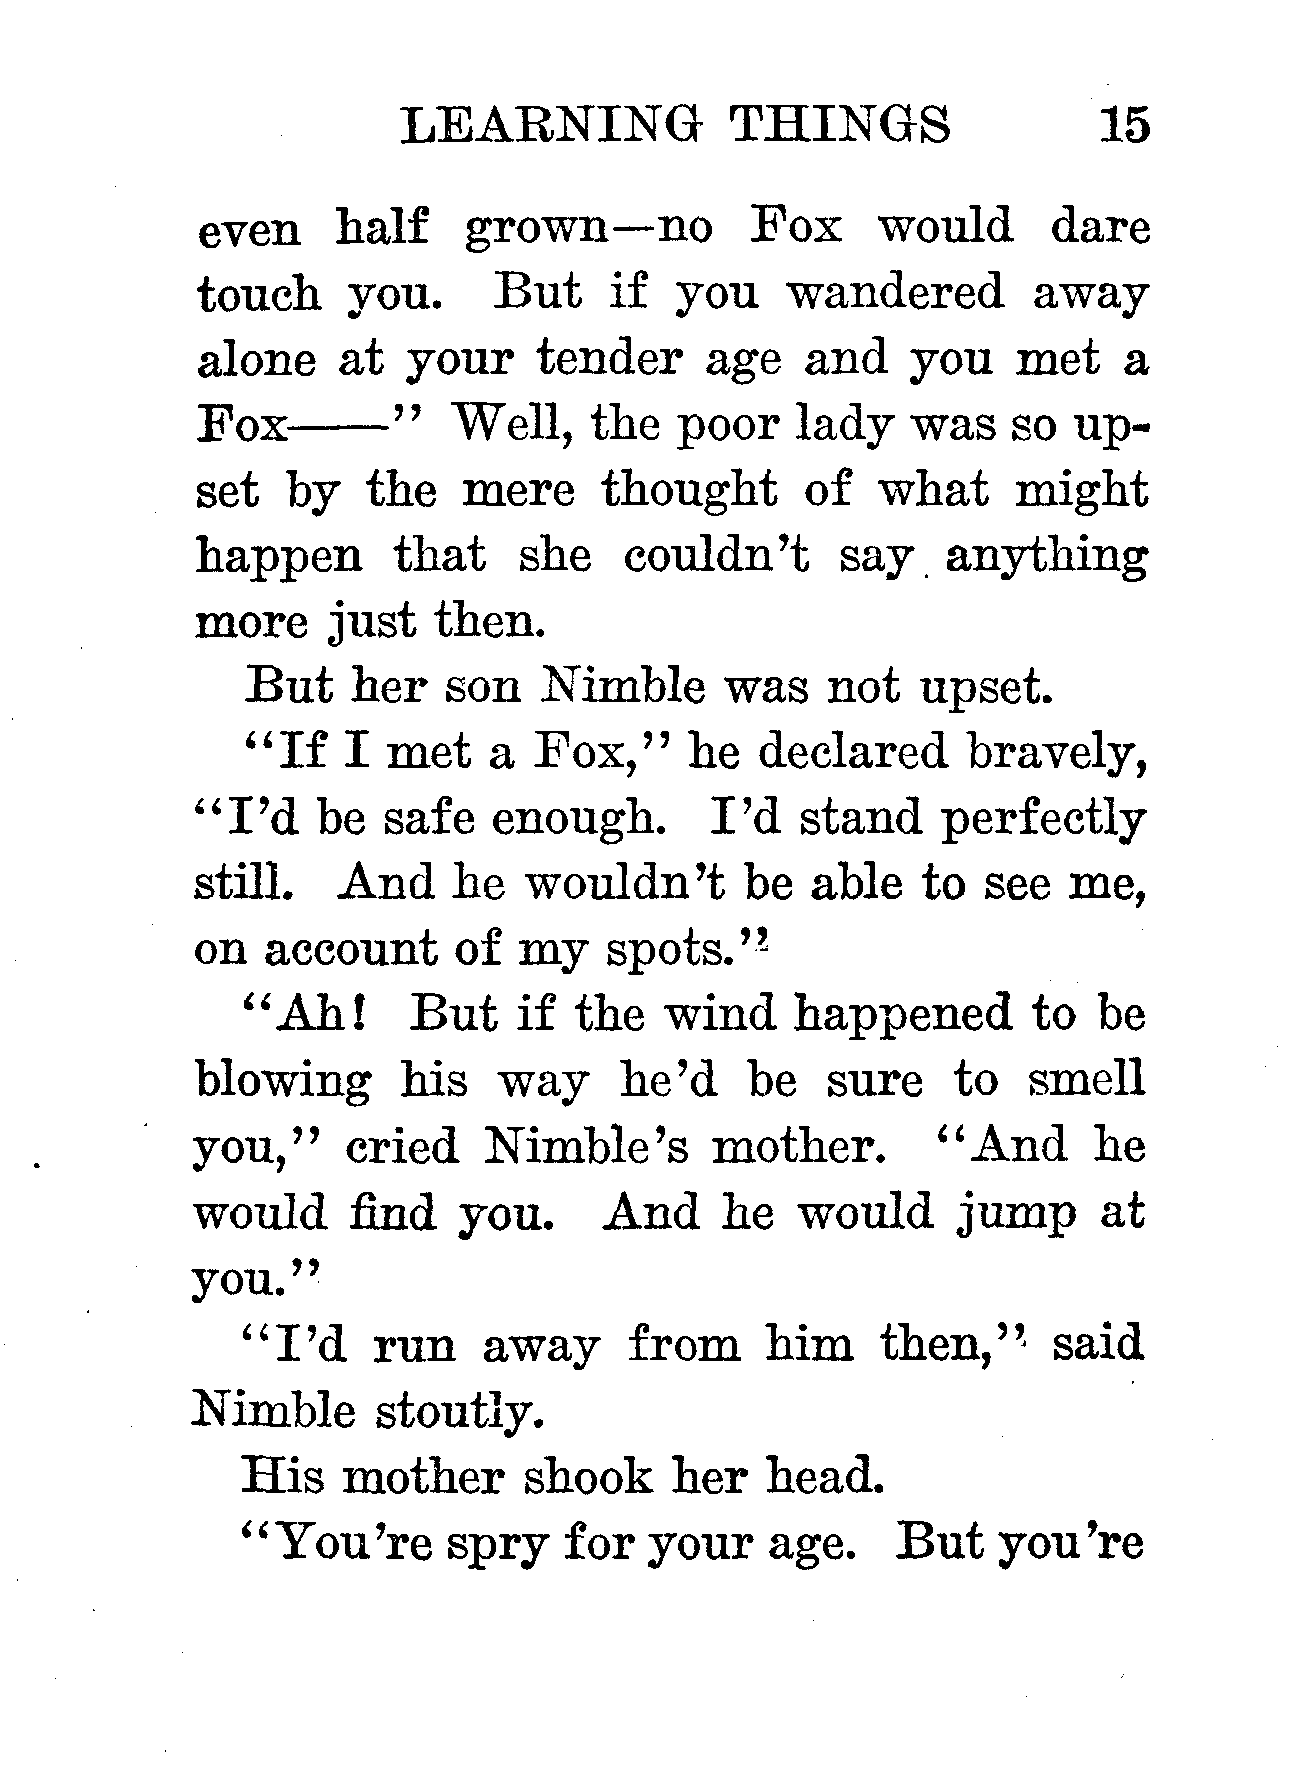 LEARNING THINGS 15
even half grown—no Fox would dare
touch you. But if you wandered away
alone at your tender age and you met a
Fox——" Well, the poor lady was so up-
set by the mere thought of what might
happen that she couldn't say anything
more just then.
But her son Nimble was not upset.
"If I met a Fox," he declared bravely,
"I'd be safe enough. I'd stand perfectly
still. And he wouldn't be able to see me,
on account of my spots."
"Ah! But if the wind happened to be
blowing his way he'd be sure to smell
you," cried Nimble's mother. "And he
would find you. And he would jump at
you."
"I'd run away from him then," said
Nimble stoutly.
His mother shook her head.
"You're spry for your age. But you're